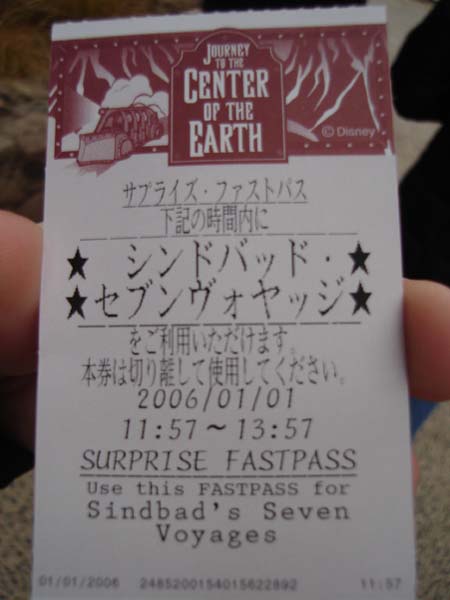 JOURNEY
TO THE
CENTER
OF THE
EARTH
© Disney
サプライズ・ファストパス
下記の時間内に
★ シンドバッド・ ★
★セブンヴォヤッジ★
をご利用いただけます。
本券は切り離して使用してください。
2006/01/01
11:57～13:57
SURPRISE FASTPASS
Use this FASTPASS for
Sindbad's Seven
Voyages
01/01/2006 2485200154015622892 11:57